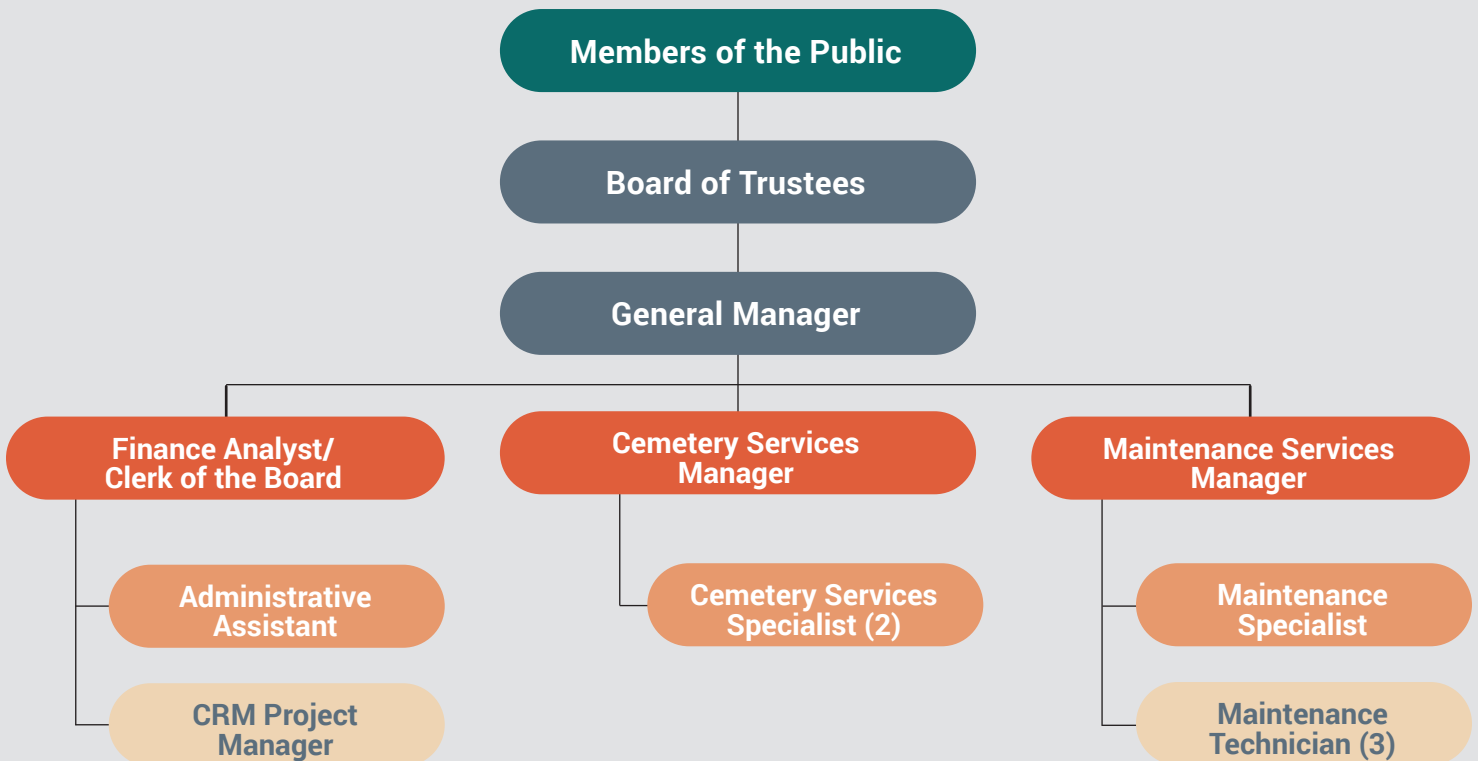 Members of the Public
Board of Trustees
General Manager
Finance Analyst/
Clerk of the Board
Cemetery Services
Manager
Maintenance Services
Manager
Administrative
Assistant
Cemetery Services
Specialist (2)
Maintenance
Specialist
CRM Project
Manager
Maintenance
Technician (3)